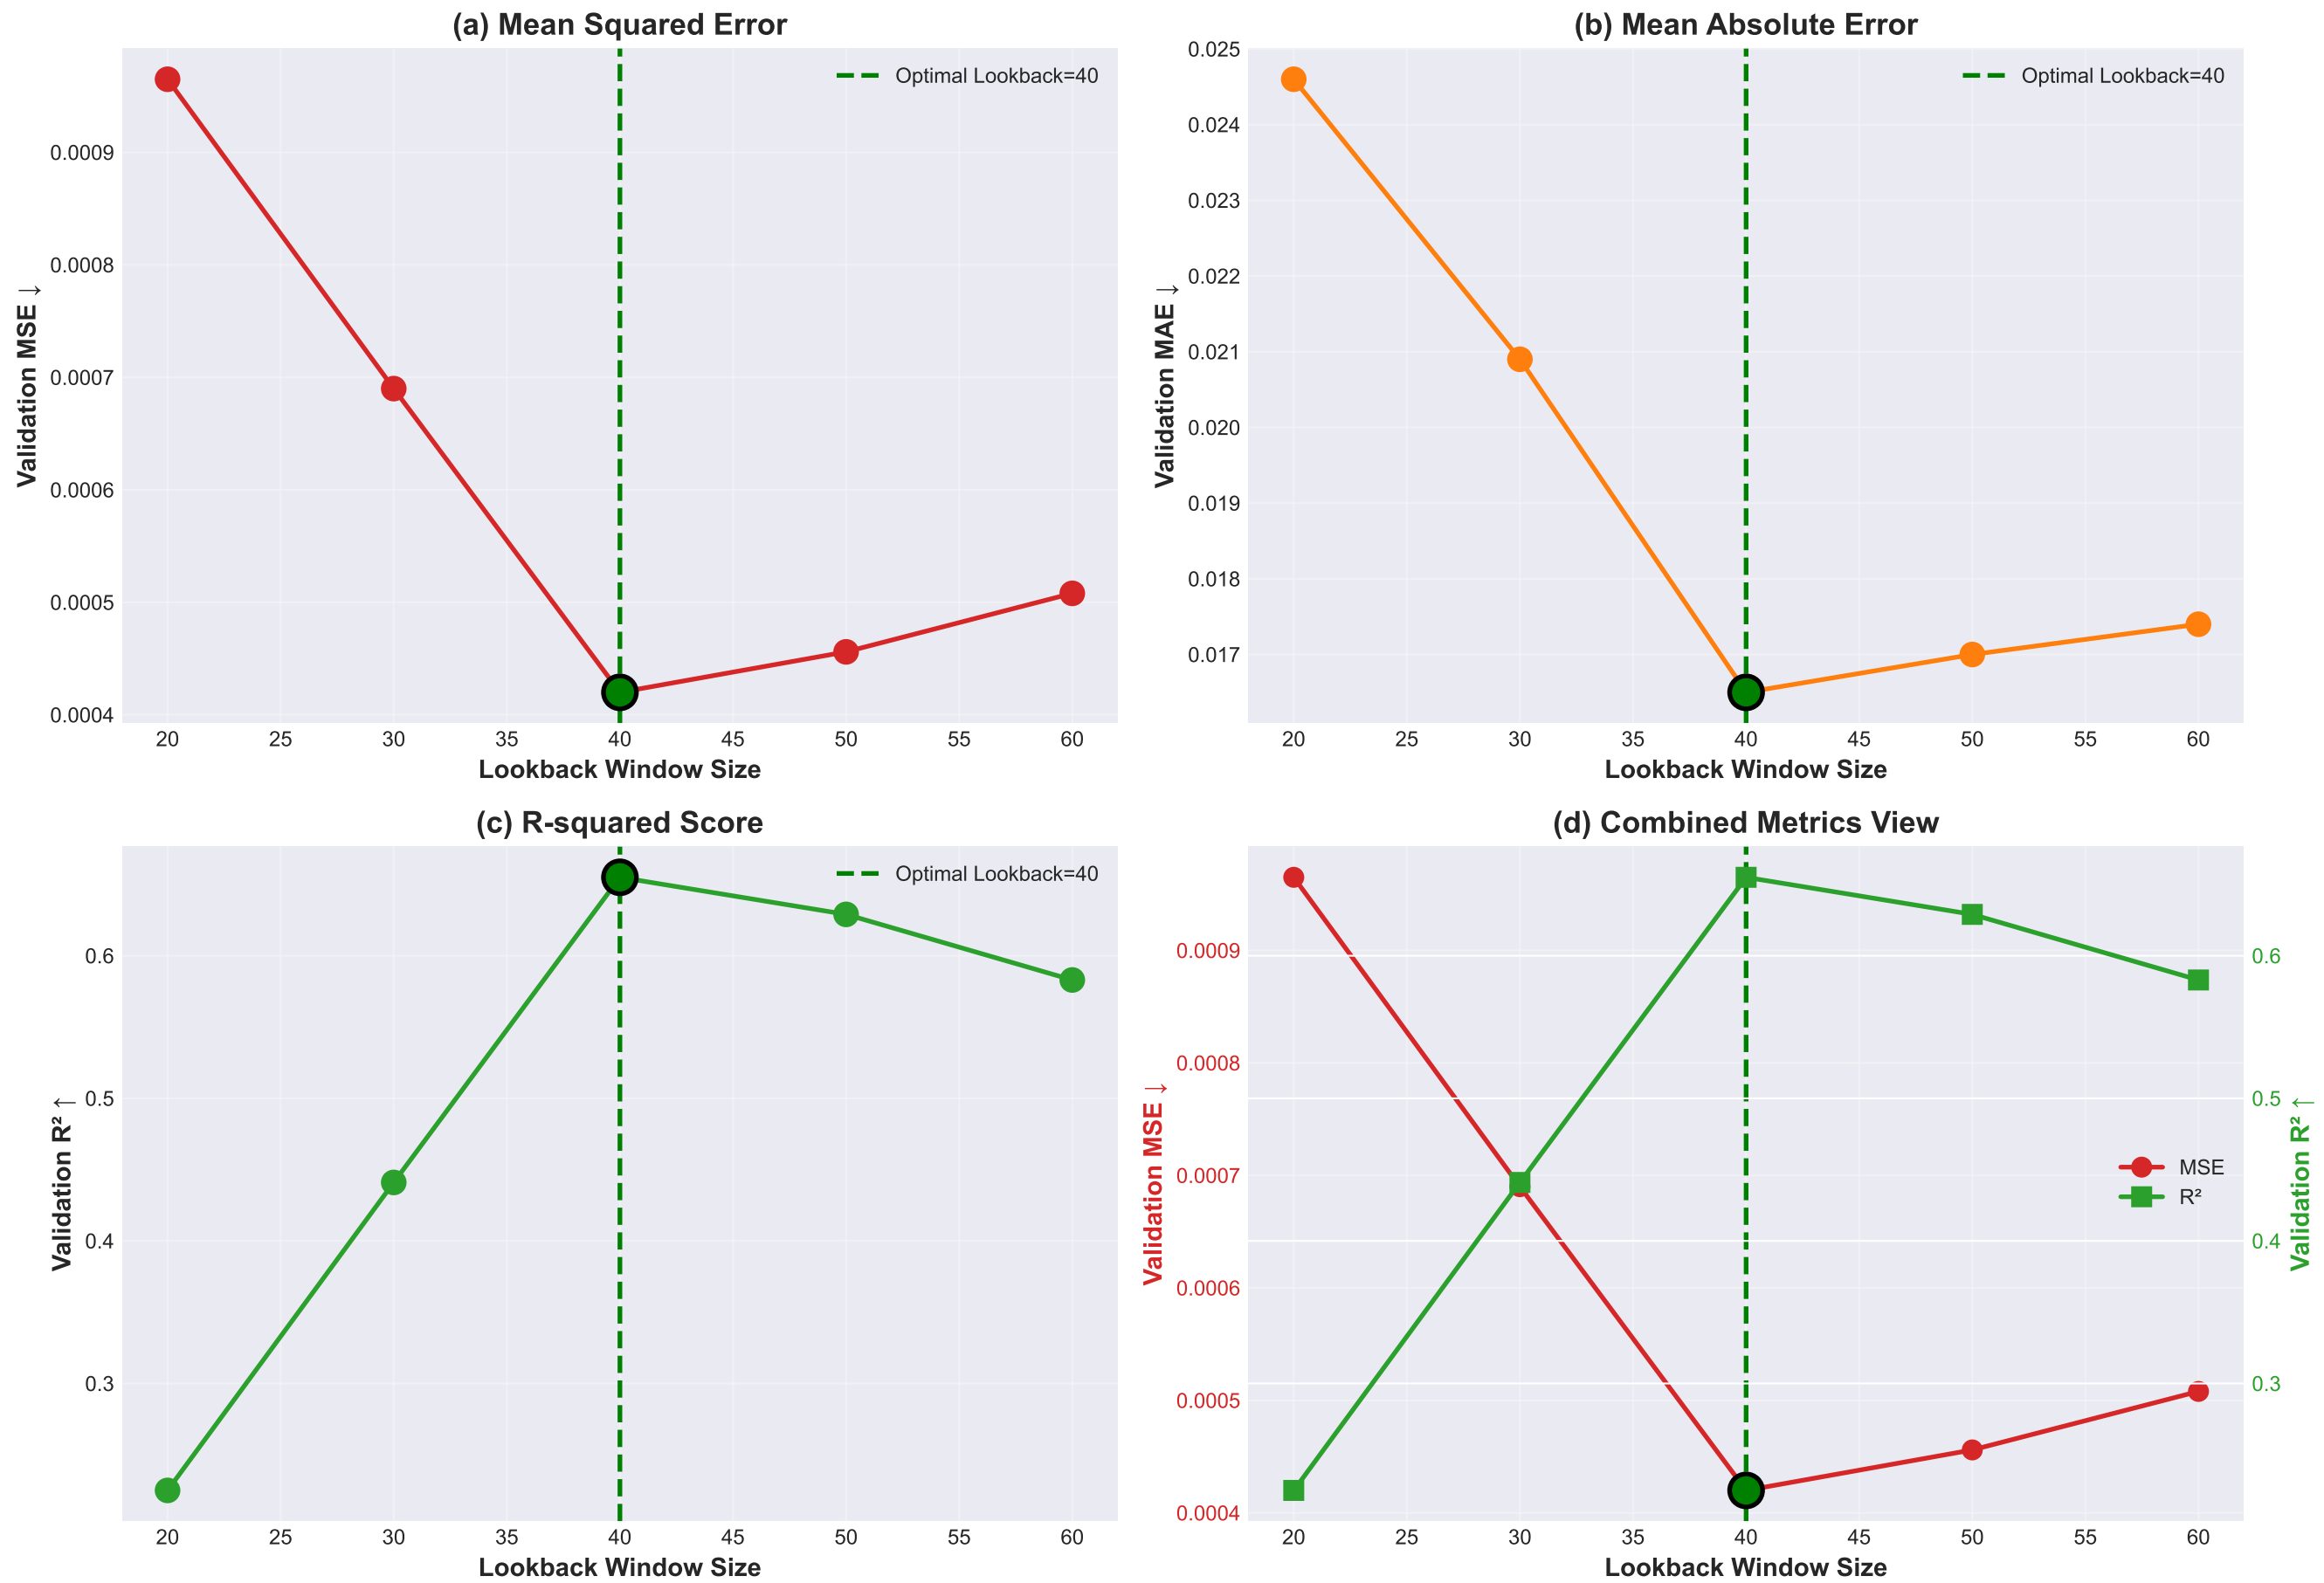 (a) Mean Squared Error
Optimal Lookback=40
Validation MSE ↓
0.0009
0.0008
0.0007
0.0006
0.0005
0.0004
20 25 30 35 40 45 50 55 60
Lookback Window Size
(b) Mean Absolute Error
Optimal Lookback=40
Validation MAE ↓
0.025
0.024
0.023
0.022
0.021
0.020
0.019
0.018
0.017
20 25 30 35 40 45 50 55 60
Lookback Window Size
(c) R-squared Score
Optimal Lookback=40
Validation R² ↑
0.6
0.5
0.4
0.3
20 25 30 35 40 45 50 55 60
Lookback Window Size
(d) Combined Metrics View
Validation MSE ↓
0.0009
0.0008
0.0007
0.0006
0.0005
0.0004
MSE
R²
0.6
0.5
0.4
0.3
Validation R² ↑
20 25 30 35 40 45 50 55 60
Lookback Window Size